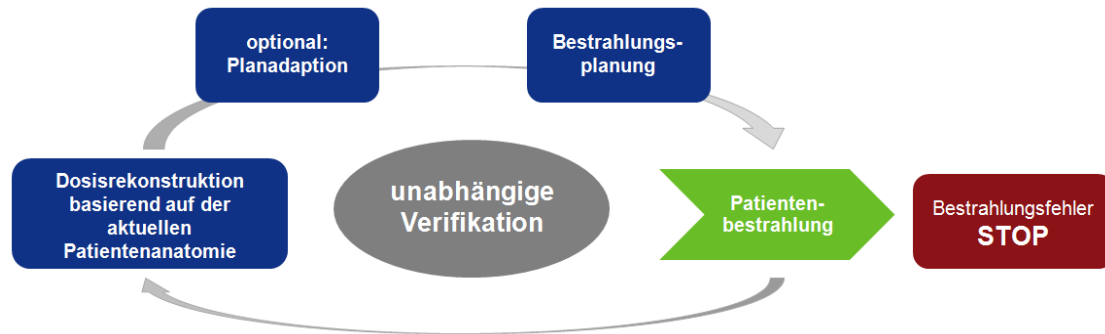 optional:
Planadaption
Bestrahlungs-
planung
Dosisrekonstruktion
basierend auf der
aktuellen
Patientenanatomie
unabhängige
Verifikation
Patienten-
bestrahlung
Bestrahlungsfehler
STOP